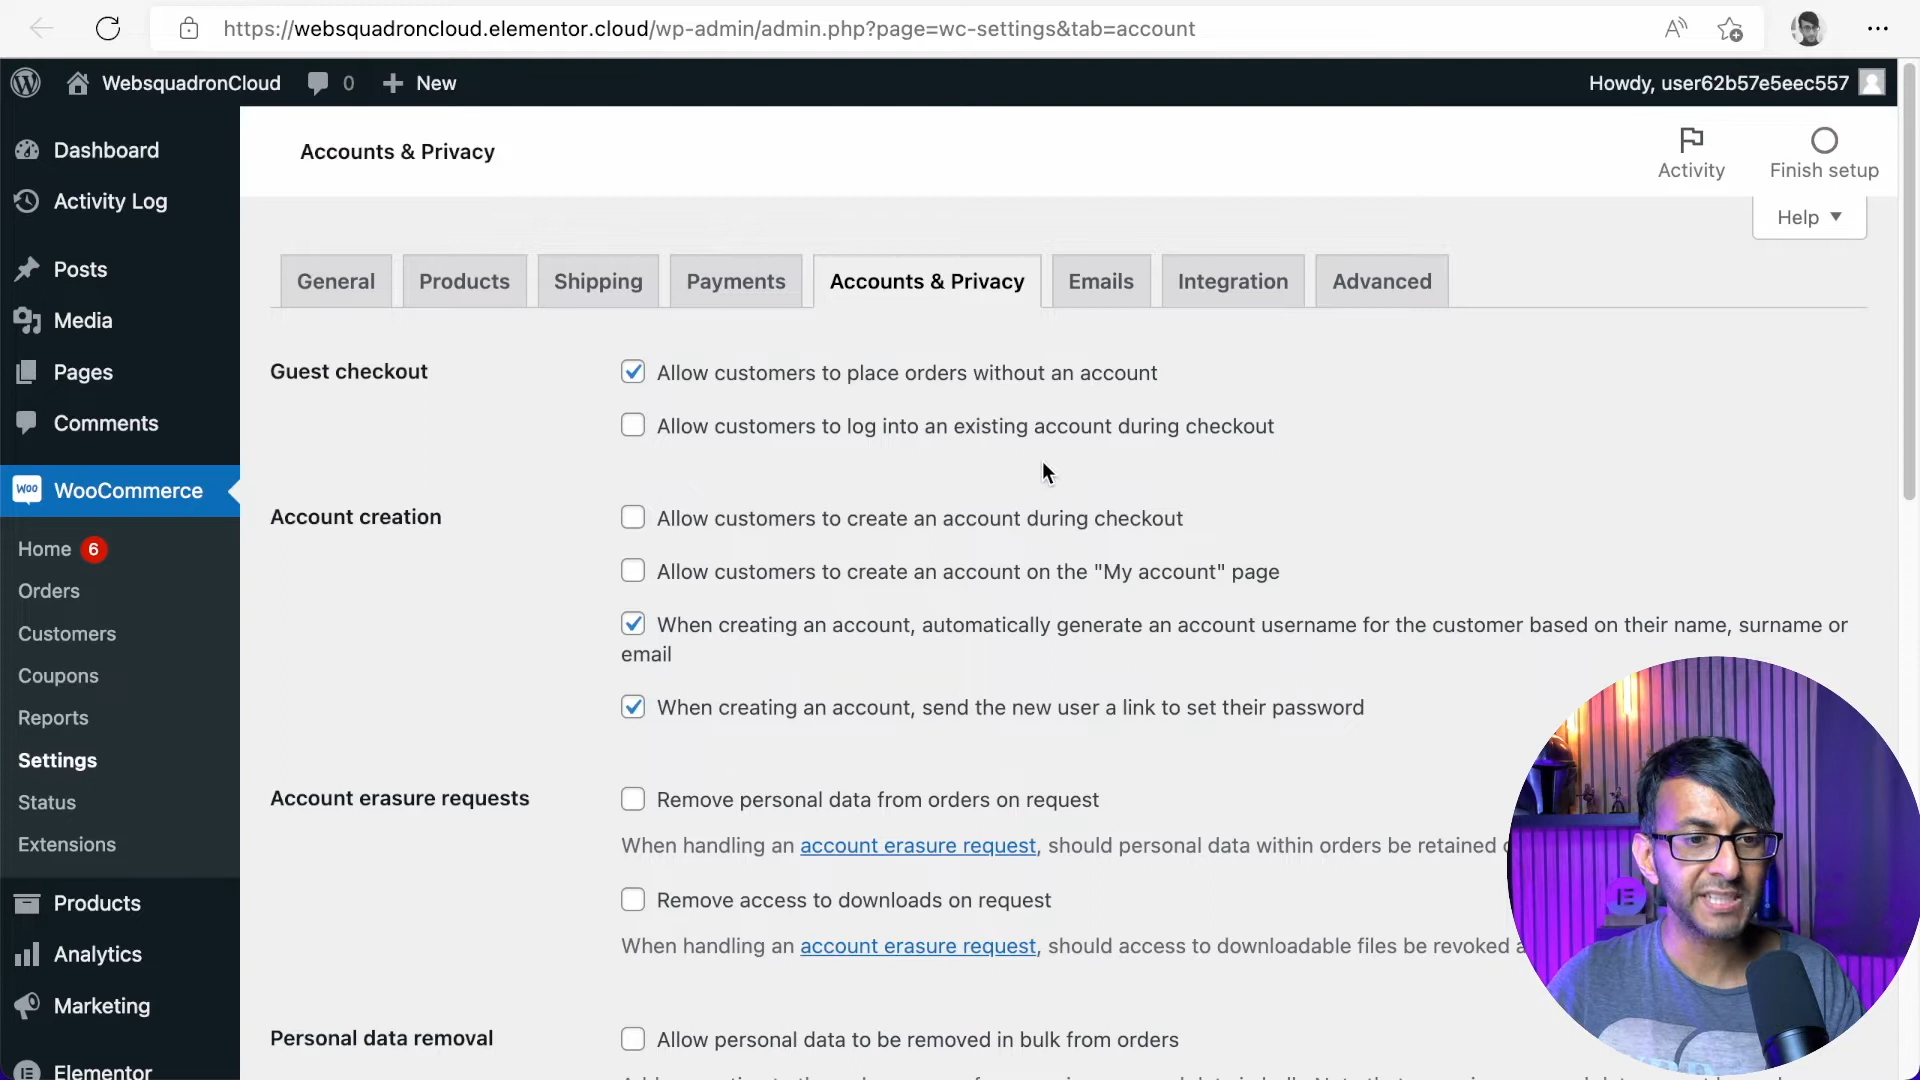 https://websquadroncloud.elementor.cloud/wp-admin/admin.php?page=wc-settings&tab=account
WebsquadronCloud
0
New
Howdy, user62b57e5eec557
Dashboard
Activity Log
Posts
Media
Pages
Comments
WOO WooCommerce
Home 6
Orders
Customers
Coupons
Reports
Settings
Status
Extensions
Products
Analytics
Marketing
Elementor
Accounts & Privacy
Activity
Finish setup
Help ▼
General
Products
Shipping
Payments
Accounts & Privacy
Emails
Integration
Advanced
Guest checkout
Allow customers to place orders without an account
Allow customers to log into an existing account during checkout
Account creation
Allow customers to create an account during checkout
Allow customers to create an account on the "My account" page
When creating an account, automatically generate an account username for the customer based on their name, surname or
email
When creating an account, send the new user a link to set their password
Account erasure requests
Remove personal data from orders on request
When handling an account erasure request, should personal data within orders be retained
Remove access to downloads on request
When handling an account erasure request, should access to downloadable files be revoked
Personal data removal
Allow personal data to be removed in bulk from orders